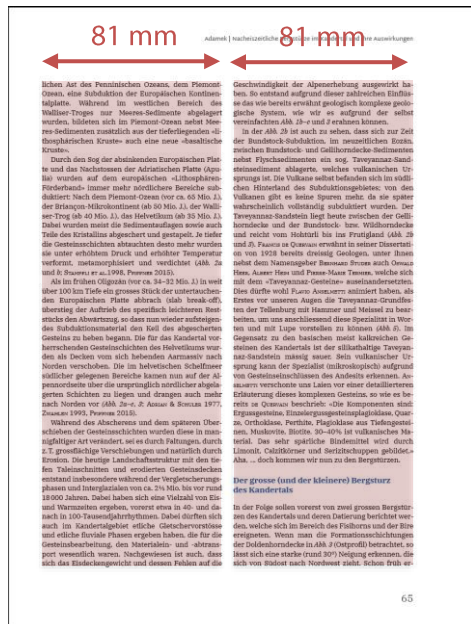 81 mm 81 mm
Adamek | Nacheiszeitliche Bergstürze im Kandertal und ihre Auswirkungen
lichen Ast des Penninischen Ozeans, dem Piemont-
Ozean, eine Subduktion der Europäischen Kontinen-
talplatte. Während im westlichen Bereich des
Walliser-Troges nur Meeres-Sedimente abgelagert
wurden, bildeten sich im Piemont Ozean nebst Mee-
res-Sedimenten zusätzlich aus der tieferliegenden «li-
thosphärischen Kruste» auch eine neue «basaltische
Kruste».
Durch den Sog der absinkenden Europäischen Plat-
te und das Nachstossen der Adriatischen Platte (Apu-
lia) wurden auf dem europäischen «Lithosphären-
Förderband» immer mehr nördlichere Bereiche sub-
duktiert: Nach dem Piemont-Ozean (vor ca. 65 Mio. J.),
der Briançon-Mikrokontinent (ab 50 Mio. J.), der Walli-
ser-Trog (ab 40 Mio. J.), das Helvetikum (ab 35 Mio. J.).
Dabei wurden meist die Sedimentauflagen sowie auch
Teile des Kristallins abgeschert und gestapelt. Je tiefer
die Gesteinsschichten abtauchten desto mehr wurden
sie unter erhöhtem Druck und erhöhter Temperatur
verformt, metamorphisiert und verdichtet (Abb. 2a
und b; Stampfli et al.,1998, Pfiffner 2015).
Als im frühen Oligozän (vor ca. 34–32 Mio. J.) in weit
über 100 km Tiefe ein grosses Stück der untertauchen-
den Europäischen Platte abbrach (slab break-off),
überstieg der Auftrieb des spezifisch leichteren Rest-
stücks den Abwärtszug, so dass nun wieder aufsteigen-
des Subduktionsmaterial den Keil des abgescherten
Gesteins zu heben begann. Die für das Kandertal vor-
herrschenden Gesteinsschichten des Helvetikums wur-
den als Decken vom sich hebenden Aarmassiv nach
Norden verschoben. Die im helvetischen Schelfmeer
südlicher gelegenen Bereiche kamen nun auf der Al-
pennordseite über die ursprünglich nördlicher abgela-
gerten Schichten zu liegen und drangen auch mehr
nach Norden vor (Abb. 2a-e, 3; Adrian & Schuler 1977,
Zwahlen 1993, Pfiffner 2015).
Während des Abscherens und dem späteren Über-
schieben der Gesteinsschichten wurden diese in man-
nigfaltiger Art verändert, sei es durch Faltungen, durch
z. T. grossflächige Verschiebungen und natürlich durch
Erosion. Die heutige Landschaftsstruktur mit den tie-
fen Taleinschnitten und erodierten Gesteinsdecken
entstand insbesondere während der Vergletscherungs-
phasen und Interglazialen von ca. 2¾ Mio. bis vor rund
18 000 Jahren. Dabei haben sich eine Vielzahl von Eis-
und Warmzeiten ergeben, vorerst etwa in 40- und da-
nach in 100-Tausendjahrrhythmen. Dabei dürften sich
auch im Kandertalgebiet etliche Gletschervorstösse
und etliche fluviale Phasen ergeben haben, die für die
Gesteinsbearbeitung, den Materialein- und -abtrans-
port wesentlich waren. Nachgewiesen ist auch, dass
sich das Eisdeckengewicht und dessen Fehlen auf die
Geschwindigkeit der Alpenerhebung ausgewirkt ha-
ben. So entstand aufgrund dieser zahlreichen Einflüs-
se das wie bereits erwähnt geologisch komplexe geolo-
gische System, wie wir es aufgrund der selbst
vereinfachten Abb. 2c-e und 3 erahnen können.
In der Abb. 2b ist auch zu sehen, dass sich zur Zeit
der Bundstock-Subduktion, im neuzeitlichen Eozän,
zwischen Bundstock- und Gellihorndecke-Sedimenten
nebst Flyschsedimenten ein sog. Taveyannaz-Sand-
steinsediment ablagerte, welches vulkanischen Ur-
sprungs ist. Die Vulkane selbst befanden sich im südli-
chen Hinterland des Subduktionsgebietes; von den
Vulkanen gibt es keine Spuren mehr, da sie später
wahrscheinlich vollständig subduktiert wurden. Der
Taveyannaz-Sandstein liegt heute zwischen der Gelli-
horndecke und der Bundstock- bzw. Wildhorndecke
und reicht vom Hohtürli bis ins Frutigland (Abb. 2b
und 3). Francis de Quervain erwähnt in seiner Dissertati-
on von 1928 bereits dreissig Geologen, unter Ihnen
nebst dem Namensgeber Bernhard Studer auch Oswald
Heer, Albert Heim und Pierre-Marie Termier, welche sich
mit dem «Taveyannaz-Gestein» auseinandersetzten.
Dies dürfte wohl Flavio Anselmetti animiert haben, als
Erstes vor unseren Augen die Taveyannaz-Grundfes-
ten der Tellenburg mit Hammer und Meissel zu bear-
beiten, um uns anschliessend diese Spezialität in Wor-
ten und mit Lupe vorstellen zu können (Abb. 5). Im
Gegensatz zu den basischen meist kalkreichen Ge-
steinen des Kandertals ist der silikathaltige Taveyan-
naz-Sandstein mässig sauer. Sein vulkanischer Ur-
sprung kann der Spezialist (mikroskopisch) aufgrund
von Gesteinseinschlüssen des Andesits erkennen. An-
selmetti verschonte uns Laien vor einer detaillierteren
Erläuterung dieses komplexen Gesteins, so wie es be-
reits de Quervain beschrieb: «Die Komponenten sind:
Ergussgesteine, Einzelergussgesteinsplagioklase, Quar-
ze, Orthoklase, Perthite, Plagioklase aus Tiefengestei-
nen, Muskovite, Biotite. 30–40% ist vulkanisches Ma-
terial. Das sehr spärliche Bindemittel wird durch
Limonit, Calzitkörner und Serizitschuppen gebildet.»
Aha. ... doch kommen wir nun zu den Bergstürzen.
Der grosse (und der kleinere) Bergsturz
des Kandertals
In der Folge sollen vorerst von zwei grossen Bergstür-
zen des Kandertals und deren Datierung berichtet wer-
den, welche sich im Bereich des Fisihorns und der Bire
ereigneten. Wenn man die Formationsschichtungen
der Doldenhorndecke in Abb. 3 (Ostprofil) betrachtet, so
lässt sich eine starke (rund 30°) Neigung erkennen, die
sich von Südost nach Nordwest zieht. Schon früh er-
65